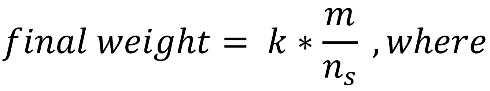 final weight = k * m/n_s , where